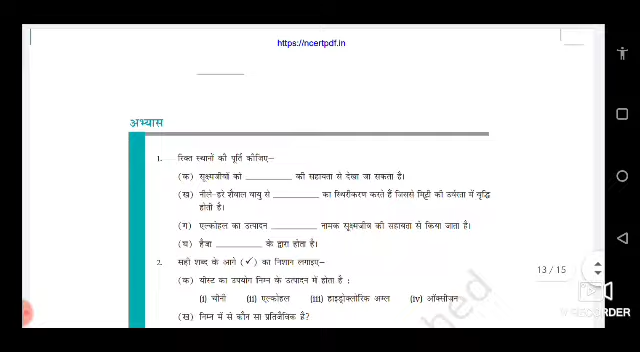 https://ncertpdf.in
अभ्यास
1. रिक्त स्थानों की पूर्ति कीजिए–
(क) सूक्ष्मजीवों को __________ की सहायता से देखा जा सकता है।
(ख) नीले-हरे शैवाल वायु से __________ का स्थिरीकरण करते हैं जिससे मिट्टी की उर्वरता में वृद्धि
होती है।
(ग) एल्कोहल का उत्पादन __________ नामक सूक्ष्मजीव की सहायता से किया जाता है।
(घ) हैजा __________ के द्वारा होता है।
2. सही शब्द के आगे (✓) का निशान लगाइए–
(क) यीस्ट का उपयोग निम्न के उत्पादन में होता है :
(i) चीनी (ii) एल्कोहल (iii) हाइड्रोक्लोरिक अम्ल (iv) ऑक्सीजन
(ख) निम्न में से कौन सा प्रतिजैविक है?
13 / 15
RECORDER